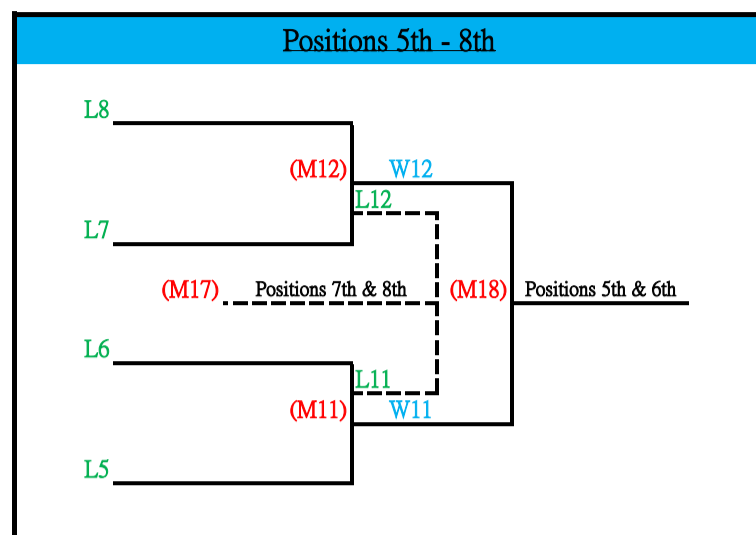 Positions 5th - 8th
L8
(M12) W12
L12
L7
(M17) Positions 7th & 8th (M18) Positions 5th & 6th
L6
L11
(M11) W11
L5